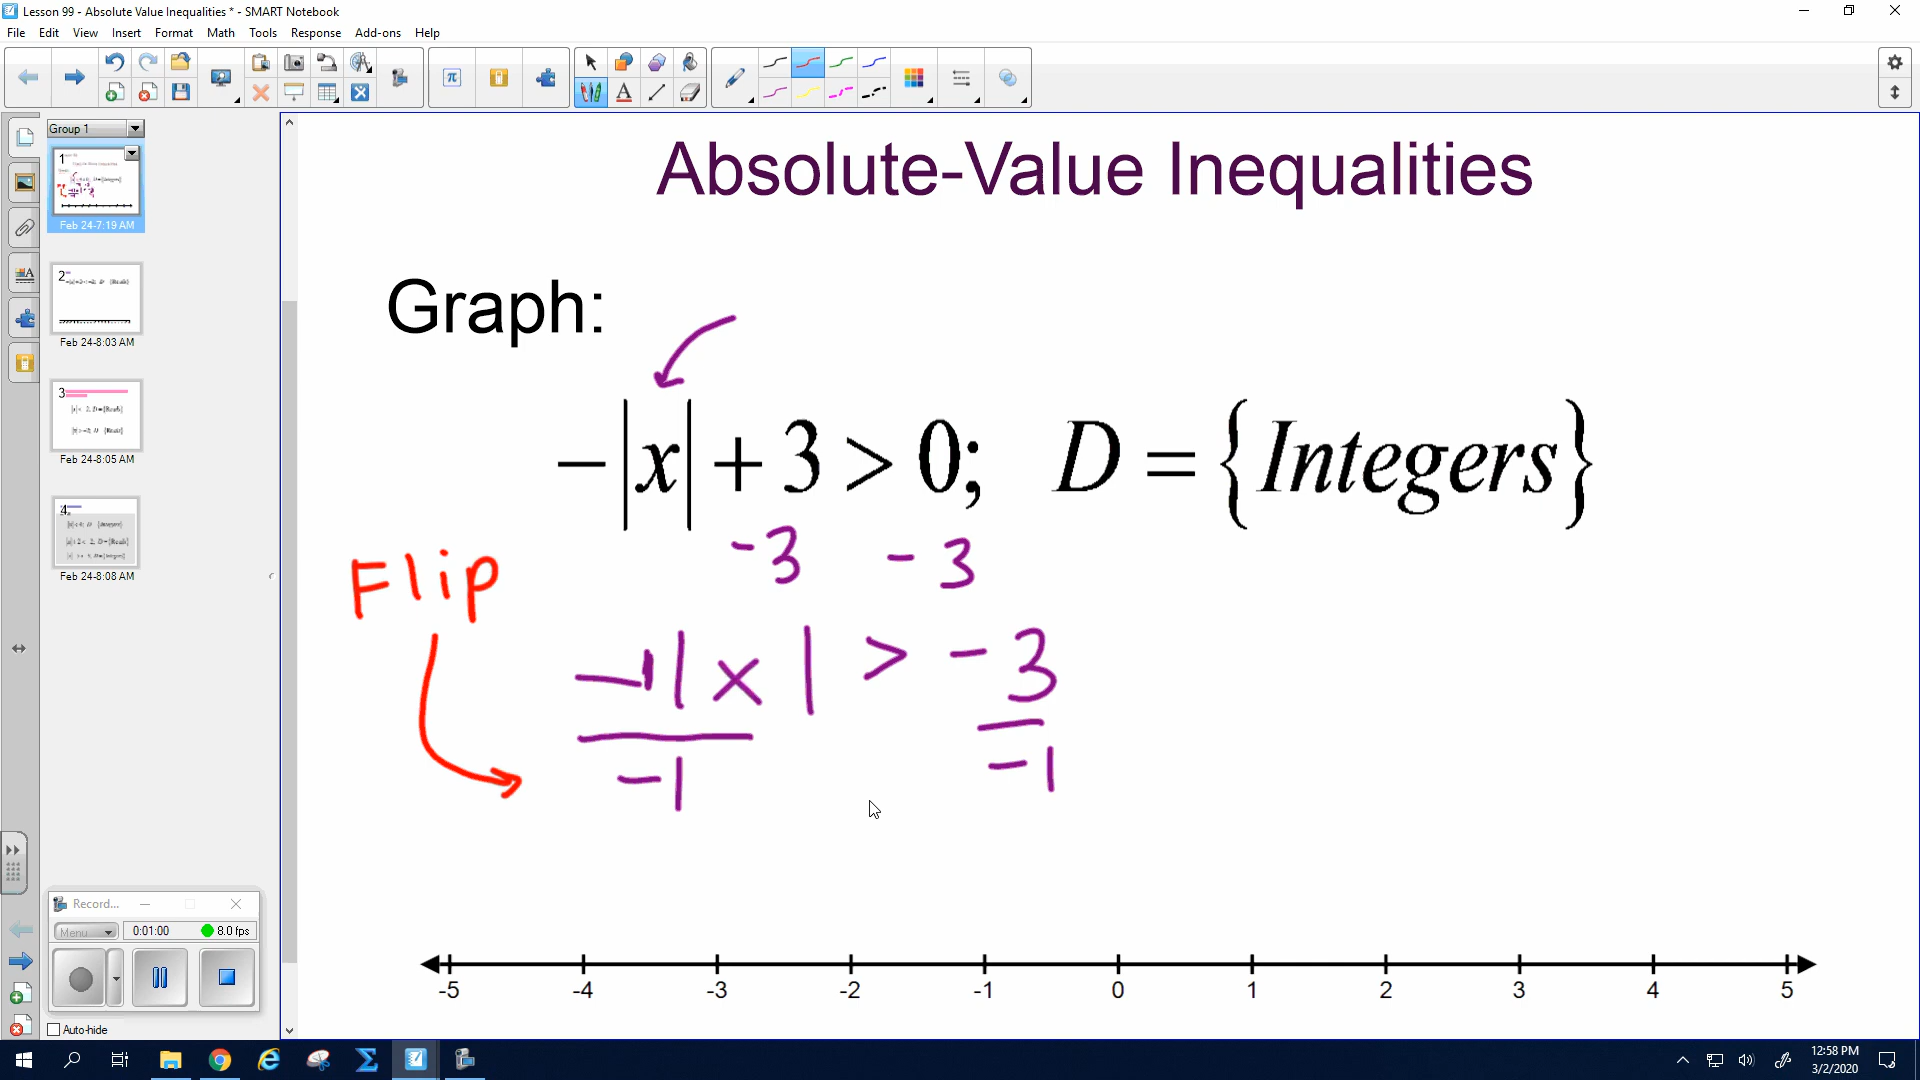 Lesson 99 - Absolute Value Inequalities * - SMART Notebook
File Edit View Insert Format Math Tools Response Help
Group 1
1
Feb 24-7:19 AM
2
Feb 24-8:03 AM
3
Feb 24-8:05 AM
4
Feb 24-8:08 AM
Absolute-Value Inequalities
Graph:
−|x| + 3 > 0; D = {Integers}
-3 -3
Flip
-1|x| > -3
-1 -1
-5 -4 -3 -2 -1 0 1 2 3 4 5
Record...
Menu 0:01:00 8.0 fps
Auto-hide
12:58 PM
3/2/2020